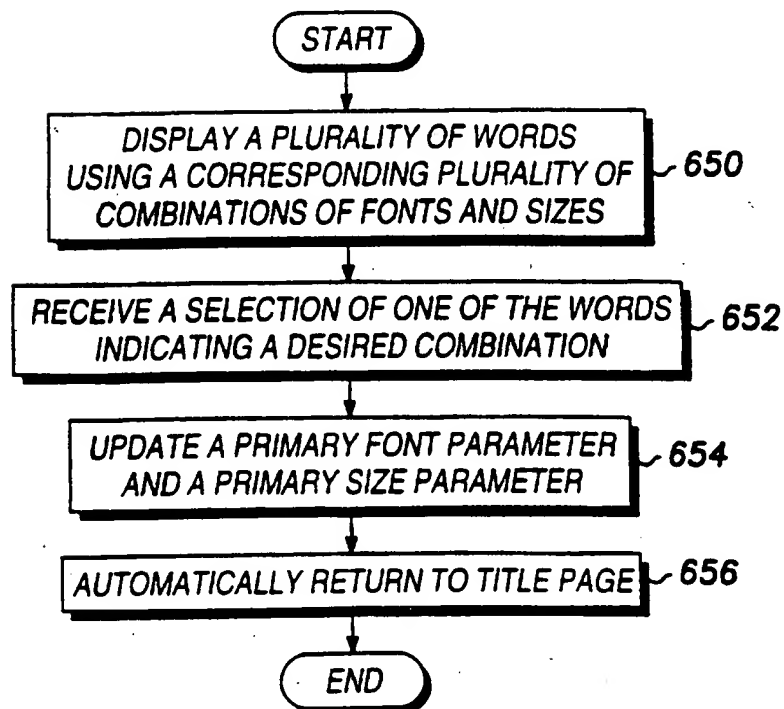 START
DISPLAY A PLURALITY OF WORDS
USING A CORRESPONDING PLURALITY OF
COMBINATIONS OF FONTS AND SIZES
650
RECEIVE A SELECTION OF ONE OF THE WORDS
INDICATING A DESIRED COMBINATION
652
UPDATE A PRIMARY FONT PARAMETER
AND A PRIMARY SIZE PARAMETER
654
AUTOMATICALLY RETURN TO TITLE PAGE
656
END